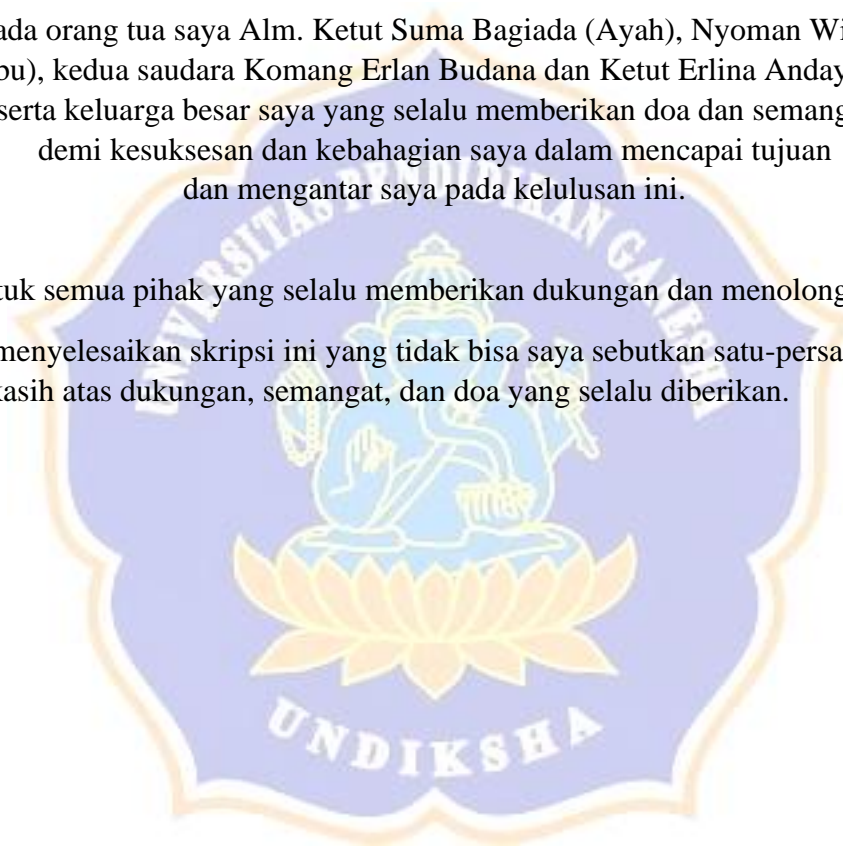 ada orang tua saya Alm. Ketut Suma Bagiada (Ayah), Nyoman Wi
bu), kedua saudara Komang Erlan Budana dan Ketut Erlina Anday
serta keluarga besar saya yang selalu memberikan doa dan semang
demi kesuksesan dan kebahagian saya dalam mencapai tujuan
dan mengantar saya pada kelulusan ini.
tuk semua pihak yang selalu memberikan dukungan dan menolong
menyelesaikan skripsi ini yang tidak bisa saya sebutkan satu-persa
kasih atas dukungan, semangat, dan doa yang selalu diberikan.
UNIVERSITAS PENDIDIKAN GANESHA
UNDIKSHA